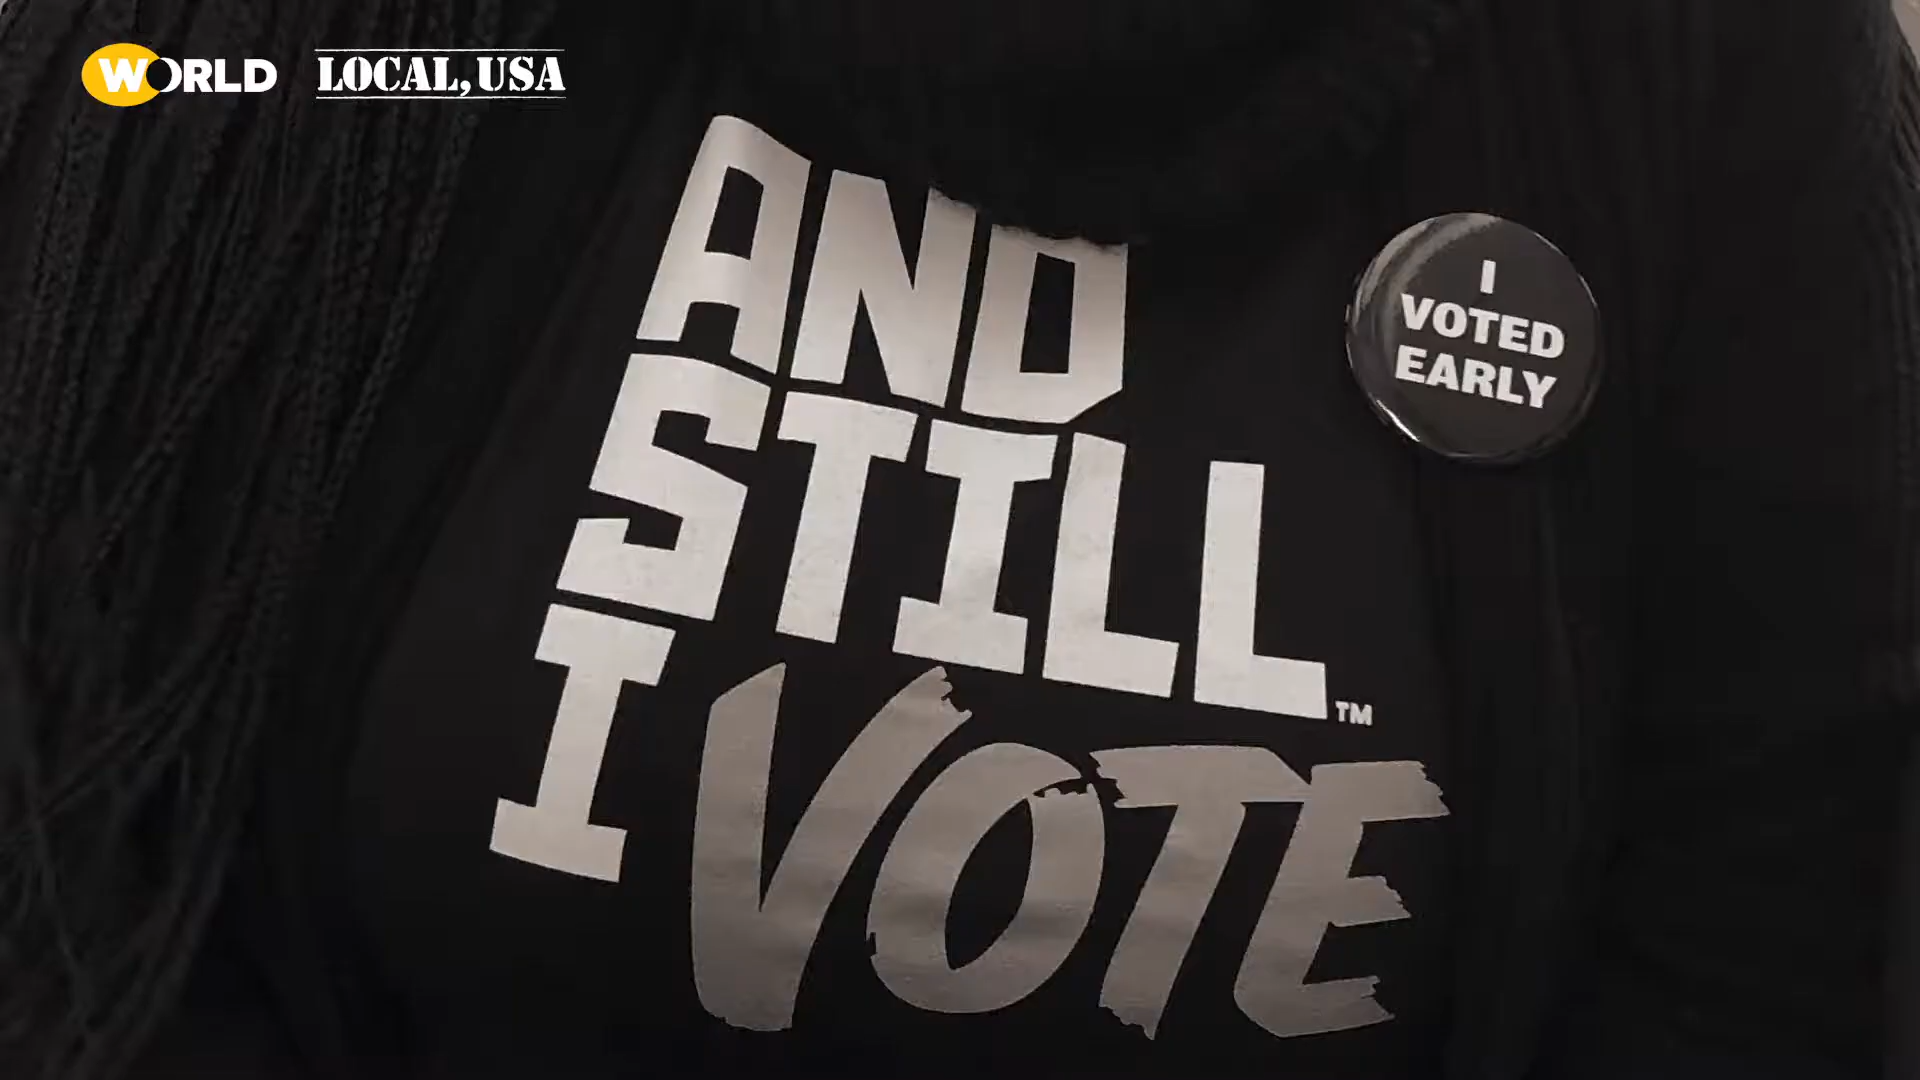 WORLD LOCAL, USA
AND
STILL
I VOTE
™
I
VOTED
EARLY